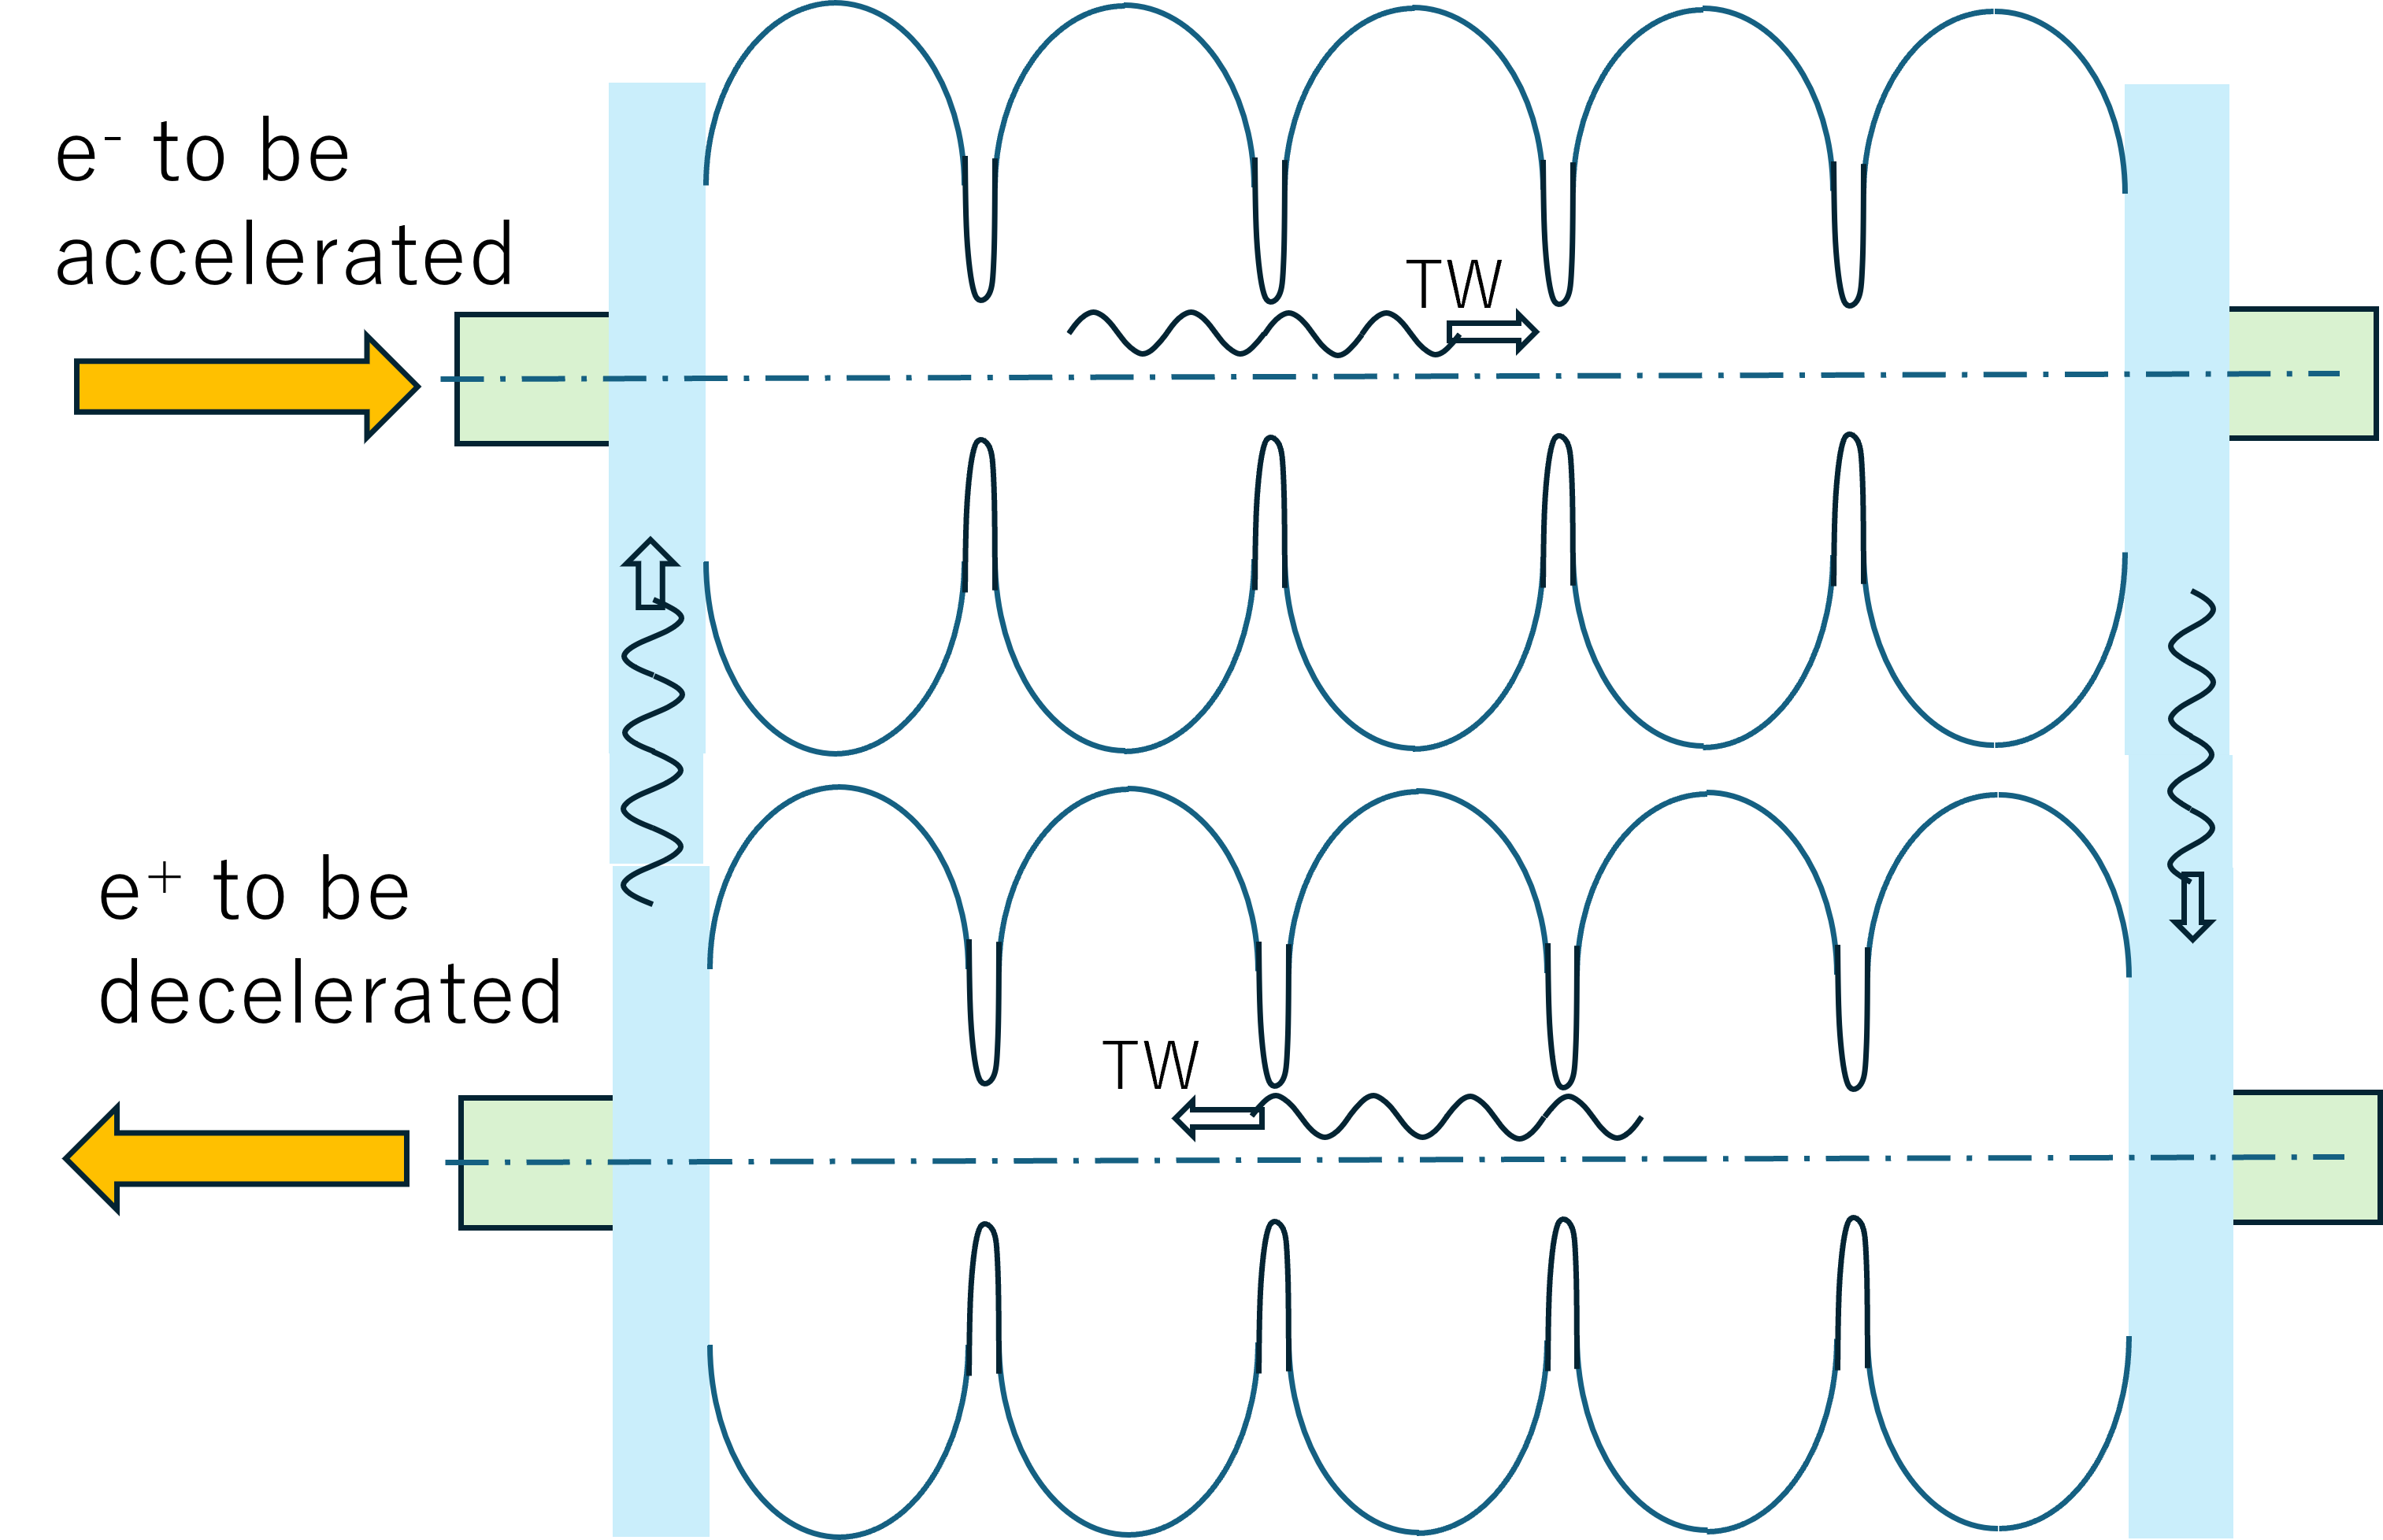 e⁻ to be
accelerated
TW
e⁺ to be
decelerated
TW